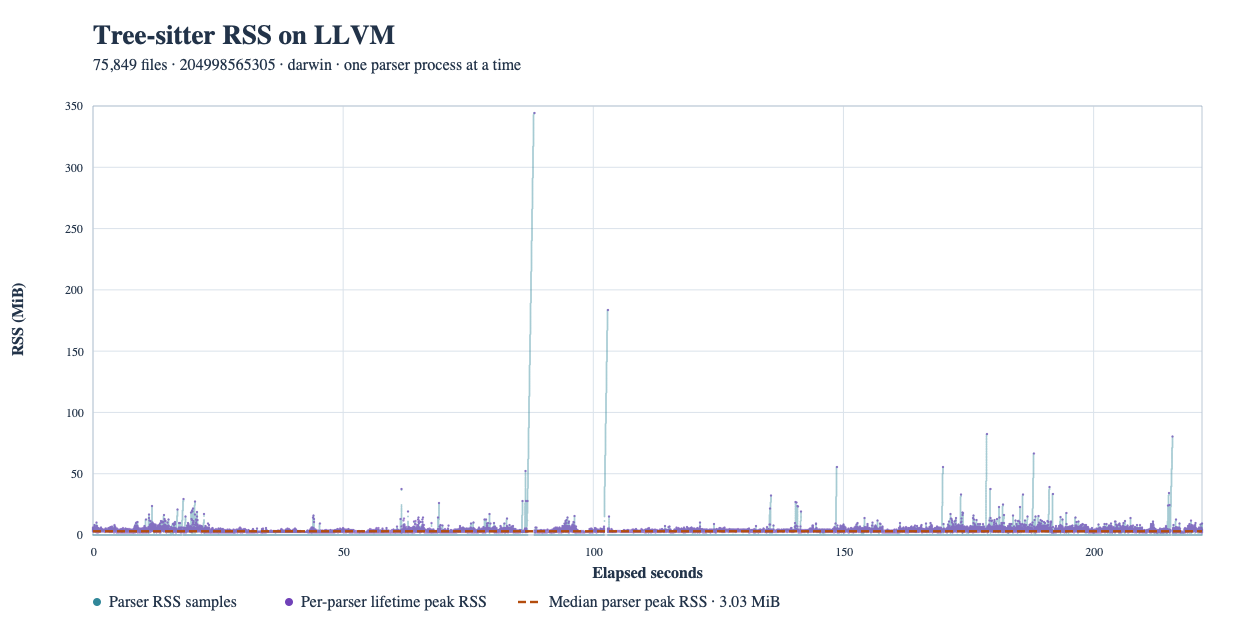 Tree-sitter RSS on LLVM
75,849 files · 204998565305 · darwin · one parser process at a time
350
300
250
200
150
100
50
0
RSS (MiB)
0 50 100 150 200
Elapsed seconds
Parser RSS samples Per-parser lifetime peak RSS Median parser peak RSS · 3.03 MiB